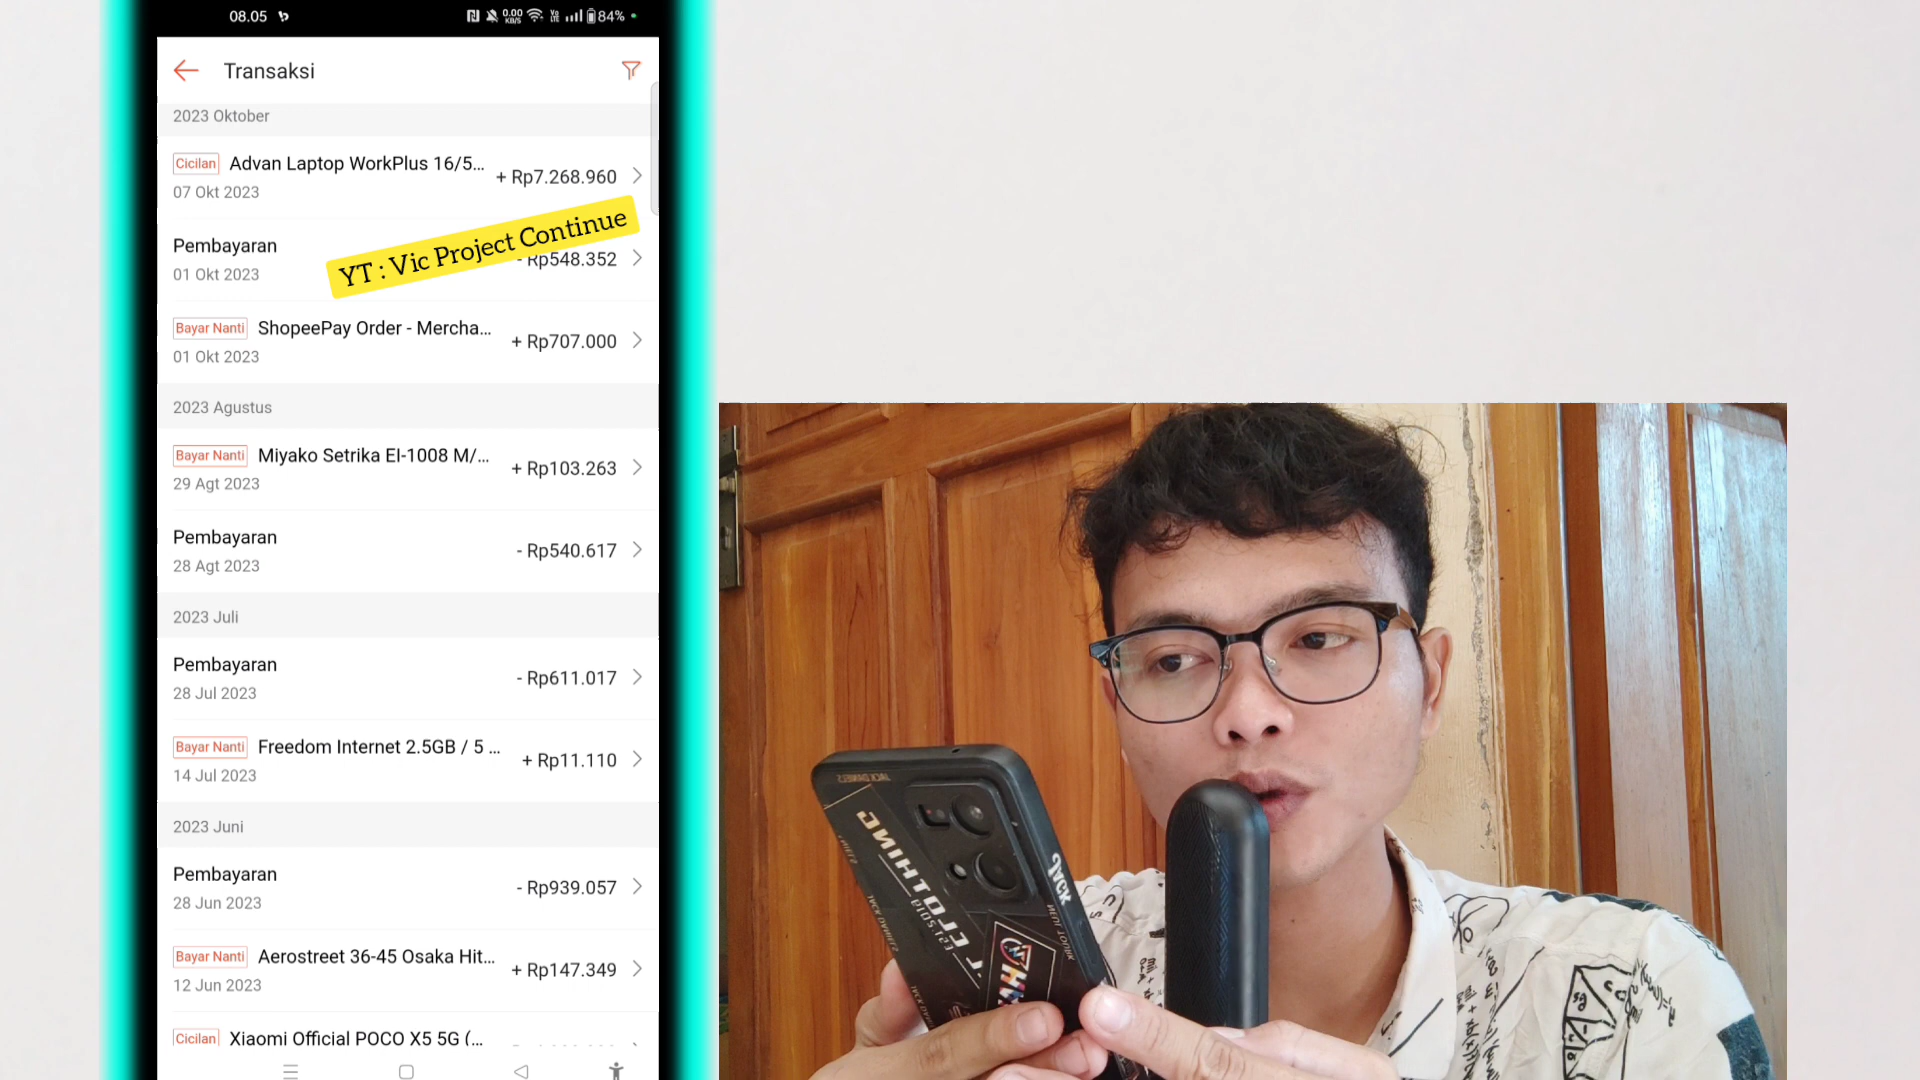 08.05
0.00
KB/S
84%
Transaksi
2023 Oktober
Cicilan Advan Laptop WorkPlus 16/5... + Rp7.268.960
07 Okt 2023
YT : Vic Project Continue
Pembayaran - Rp548.352
01 Okt 2023
Bayar Nanti ShopeePay Order - Mercha... + Rp707.000
01 Okt 2023
2023 Agustus
Bayar Nanti Miyako Setrika EI-1008 M/... + Rp103.263
29 Agt 2023
Pembayaran - Rp540.617
28 Agt 2023
2023 Juli
Pembayaran - Rp611.017
28 Jul 2023
Bayar Nanti Freedom Internet 2.5GB / 5 ... + Rp11.110
14 Jul 2023
2023 Juni
Pembayaran - Rp939.057
28 Jun 2023
Bayar Nanti Aerostreet 36-45 Osaka Hit... + Rp147.349
12 Jun 2023
Cicilan Xiaomi Official POCO X5 5G (...
CLOTHING